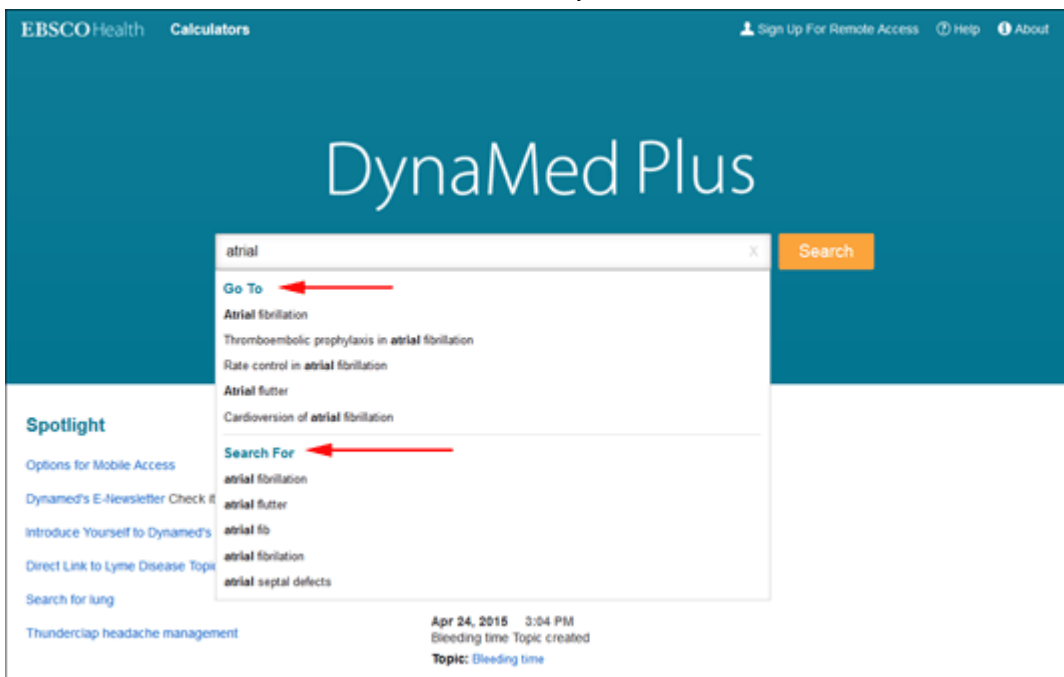 EBSCO Health Calculators Sign Up For Remote Access Help About
DynaMed Plus
atrial X Search
Go To
Atrial fibrillation
Thromboembolic prophylaxis in atrial fibrillation
Rate control in atrial fibrillation
Atrial flutter
Cardioversion of atrial fibrillation
Search For
atrial fibrillation
atrial flutter
atrial fib
atrial fibrilation
atrial septal defects
Spotlight
Options for Mobile Access
Dynamed's E-Newsletter Check it
Introduce Yourself to Dynamed's
Direct Link to Lyme Disease Topi
Search for lung
Thunderclap headache management
Apr 24, 2015 3:04 PM
Bleeding time Topic created
Topic: Bleeding time